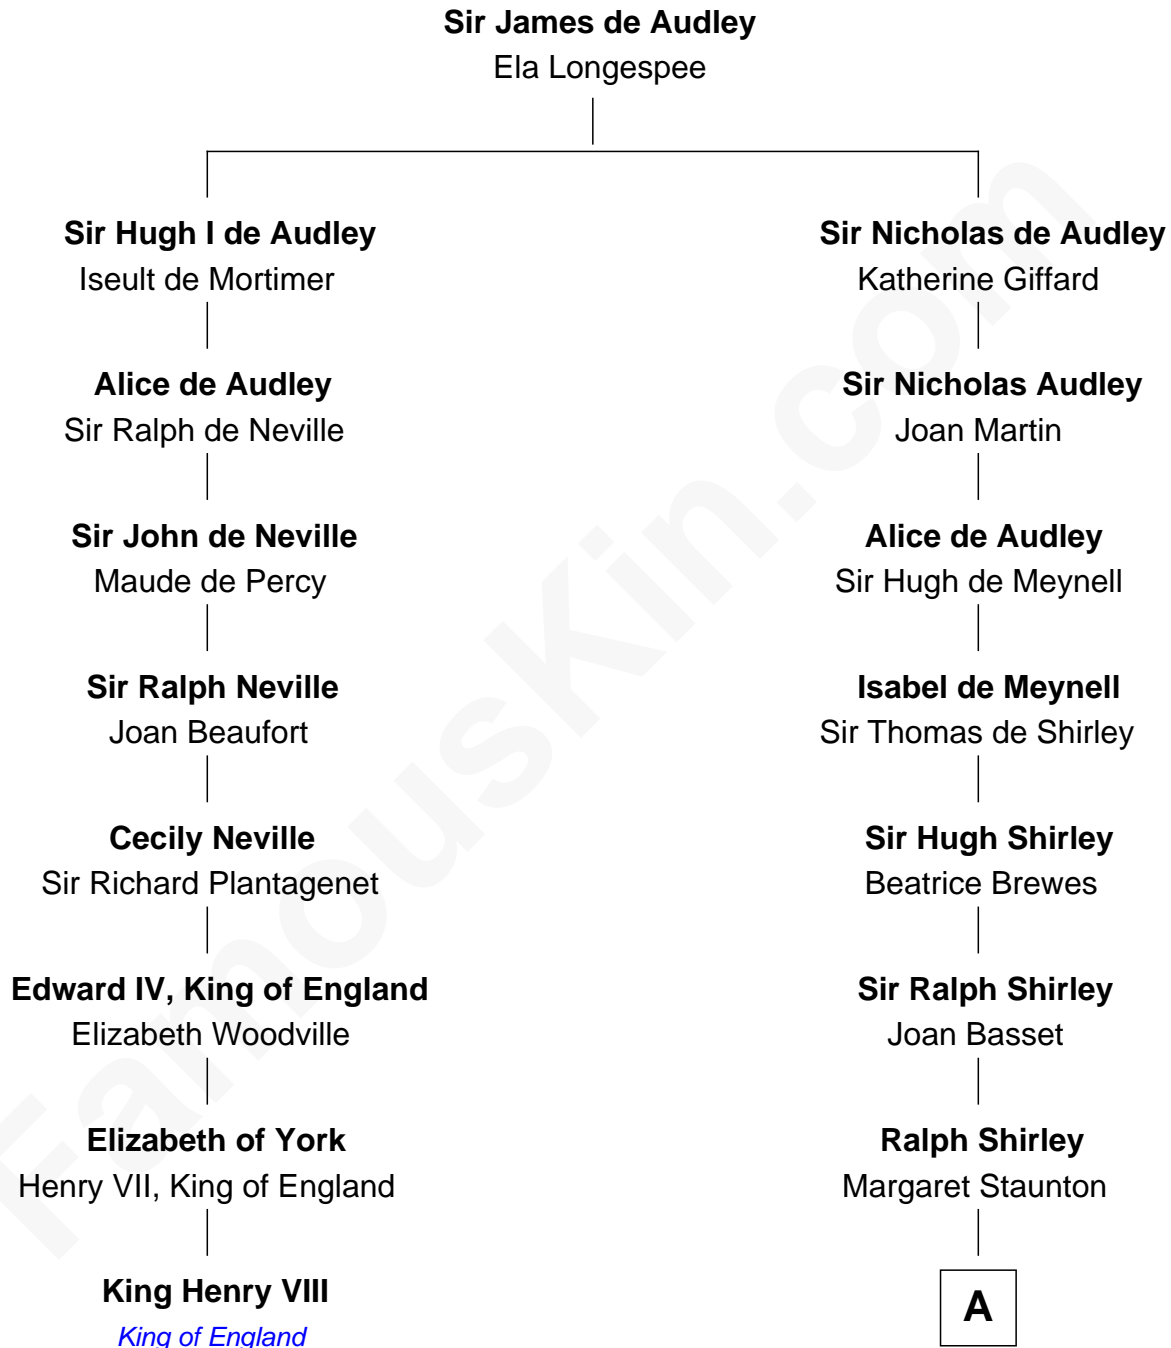 Sir James de Audley
Ela Longespee
Sir Hugh I de Audley
Iseult de Mortimer
Sir Nicholas de Audley
Katherine Giffard
Alice de Audley
Sir Ralph de Neville
Sir Nicholas Audley
Joan Martin
Sir John de Neville
Maude de Percy
Alice de Audley
Sir Hugh de Meynell
Sir Ralph Neville
Joan Beaufort
Isabel de Meynell
Sir Thomas de Shirley
Cecily Neville
Sir Richard Plantagenet
Sir Hugh Shirley
Beatrice Brewes
Edward IV, King of England
Elizabeth Woodville
Sir Ralph Shirley
Joan Basset
Elizabeth of York
Henry VII, King of England
Ralph Shirley
Margaret Staunton
King Henry VIII
King of England
A
FamousKin.com